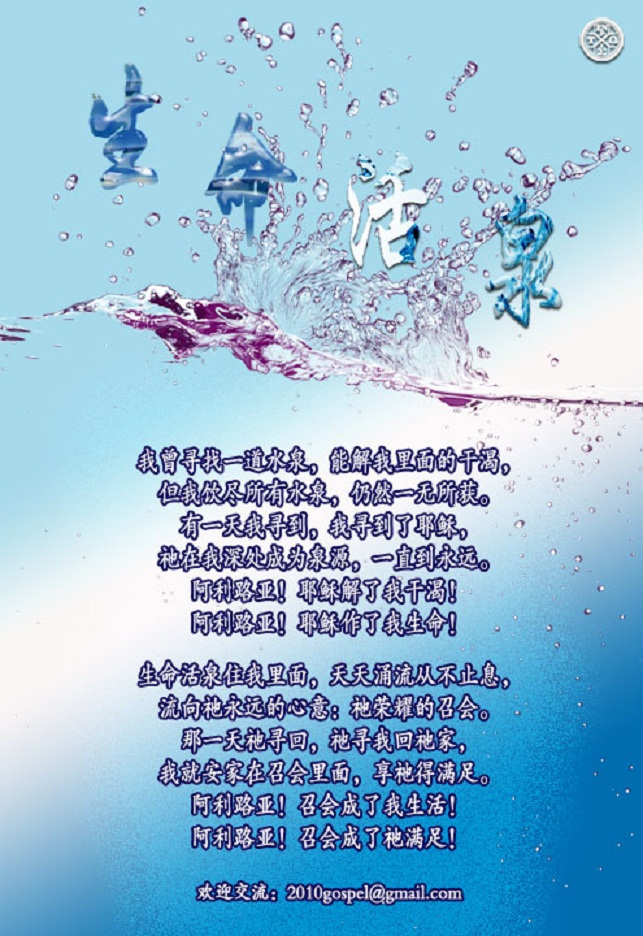 生命活泉
我曾寻找一道水泉，能解我里面的干渴，
但我饮尽所有水泉，仍然一无所获。
有一天我寻到，我寻到了耶稣，
祂在我深处成为泉源，一直到永远。
阿利路亚！耶稣解了我干渴！
阿利路亚！耶稣作了我生命！
生命活泉住我里面，天天涌流从不止息，
流向祂永远的心意：祂荣耀的召会。
那一天祂寻回，祂寻我回祂家，
我就安家在召会里面，享祂得满足。
阿利路亚！召会成了我生活！
阿利路亚！召会成了祂满足！
欢迎交流：2010gospel@gmail.com